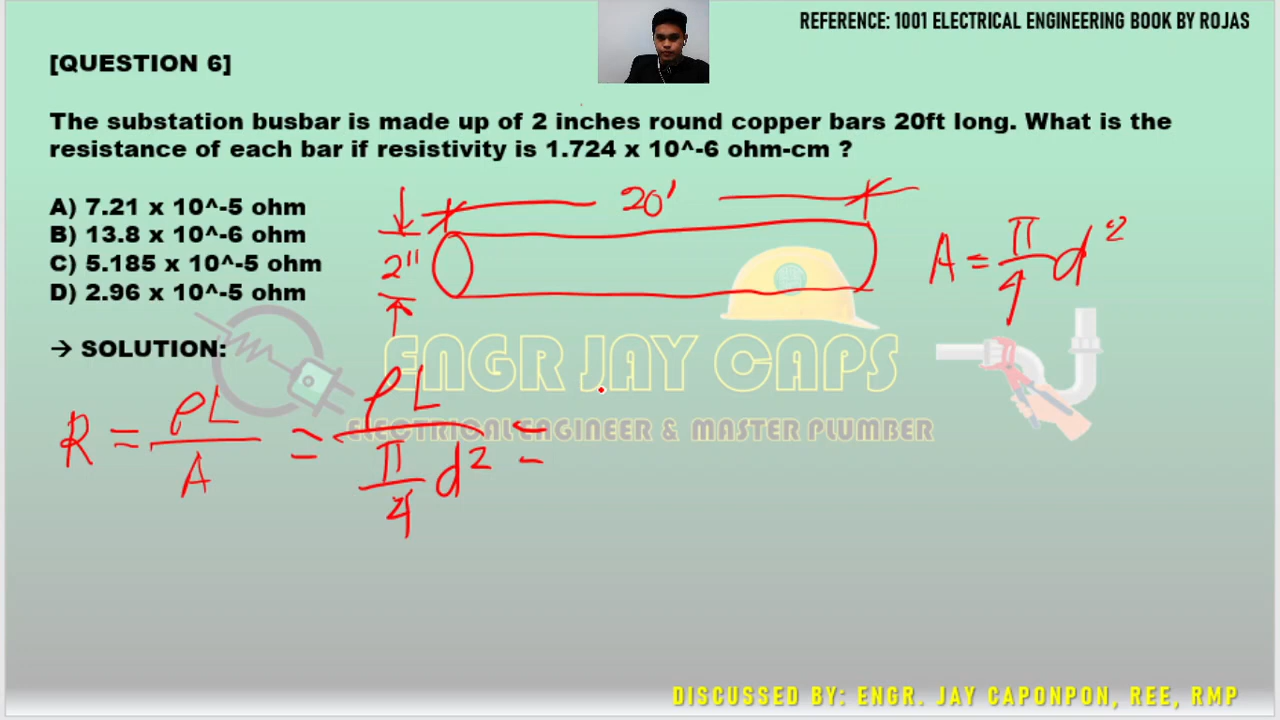 REFERENCE: 1001 ELECTRICAL ENGINEERING BOOK BY ROJAS
[QUESTION 6]
The substation busbar is made up of 2 inches round copper bars 20ft long. What is the
resistance of each bar if resistivity is 1.724 x 10^-6 ohm-cm ?
A) 7.21 x 10^-5 ohm
B) 13.8 x 10^-6 ohm
C) 5.185 x 10^-5 ohm
D) 2.96 x 10^-5 ohm
20'
2"
A = π/4 d²
→ SOLUTION:
ENGR JAY CAPS
ELECTRICAL ENGINEER & MASTER PLUMBER
R = ρL/A = ρL/(π/4 d²) =
DISCUSSED BY: ENGR. JAY CAPONPON, REE, RMP